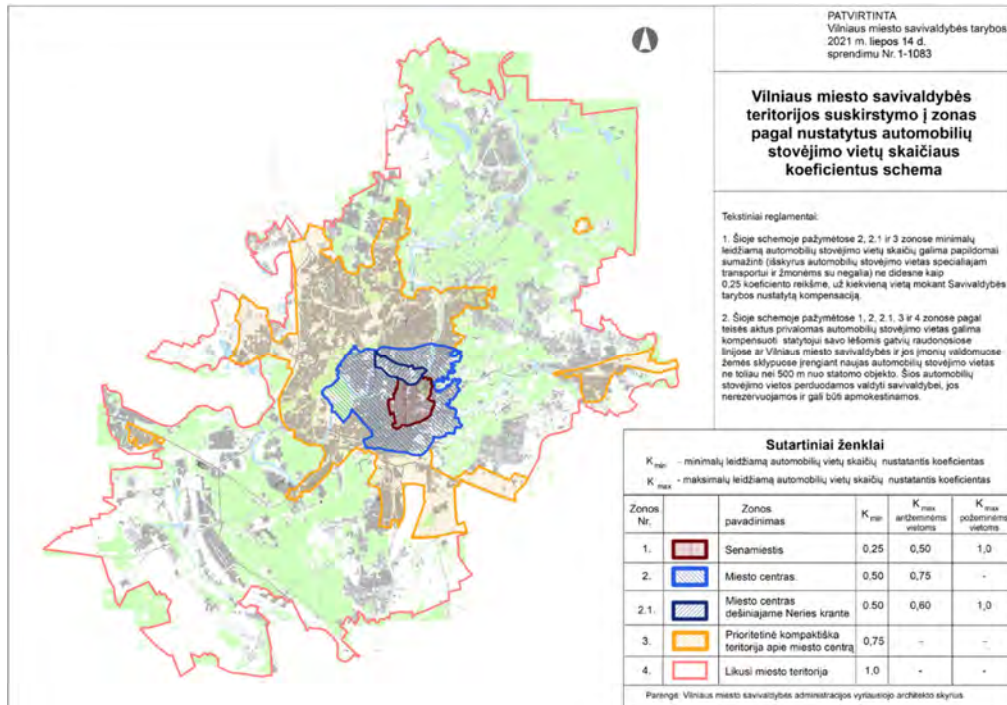 PATVIRTINTA
Vilniaus miesto savivaldybės tarybos
2021 m. liepos 14 d.
sprendimu Nr. 1-1083
Vilniaus miesto savivaldybės
teritorijos suskirstymo į zonas
pagal nustatytus automobilių
stovėjimo vietų skaičiaus
koeficientus schema
Tekstiniai reglamentai:
1. Šioje schemoje pažymėtose 2, 2.1 ir 3 zonose minimalų
leidžiamą automobilių stovėjimo vietų skaičių galima papildomai
sumažinti (išskyrus automobilių stovėjimo vietas specialiajam
transportui ir žmonėms su negalia) ne didesne kaip
0,25 koeficiento reikšme, už kiekvieną vietą mokant Savivaldybės
tarybos nustatytą kompensaciją.
2. Šioje schemoje pažymėtose 1, 2, 2.1, 3 ir 4 zonose pagal
teisės aktus privalomas automobilių stovėjimo vietas galima
kompensuoti statytojui savo lėšomis gatvių raudonosiose
linijose ar Vilniaus miesto savivaldybės ir jos įmonių valdomuose
žemės sklypuose įrengiant naujas automobilių stovėjimo vietas
ne toliau nei 500 m nuo statomo objekto. Šios automobilių
stovėjimo vietos perduodamos valdyti savivaldybei, jos
nerezervuojamos ir gali būti apmokestinamos.
Sutartiniai ženklai
K min - minimalų leidžiamą automobilių vietų skaičių nustatantis koeficientas
K max - maksimalų leidžiamą automobilių vietų skaičių nustatantis koeficientas
Zonos Nr. Zonos pavadinimas K min K max antžeminėms vietoms K max požeminėms vietoms
1. Senamiestis 0,25 0,50 1,0
2. Miesto centras. 0,50 0,75 -
2.1. Miesto centras dešiniajame Neries krante 0.50 0,60 1,0
3. Prioritetinė kompaktiška teritorija apie miesto centrą 0,75 - -
4. Likusi miesto teritorija 1,0 - -
Parengė: Vilniaus miesto savivaldybės administracijos vyriausiojo architekto skyrius